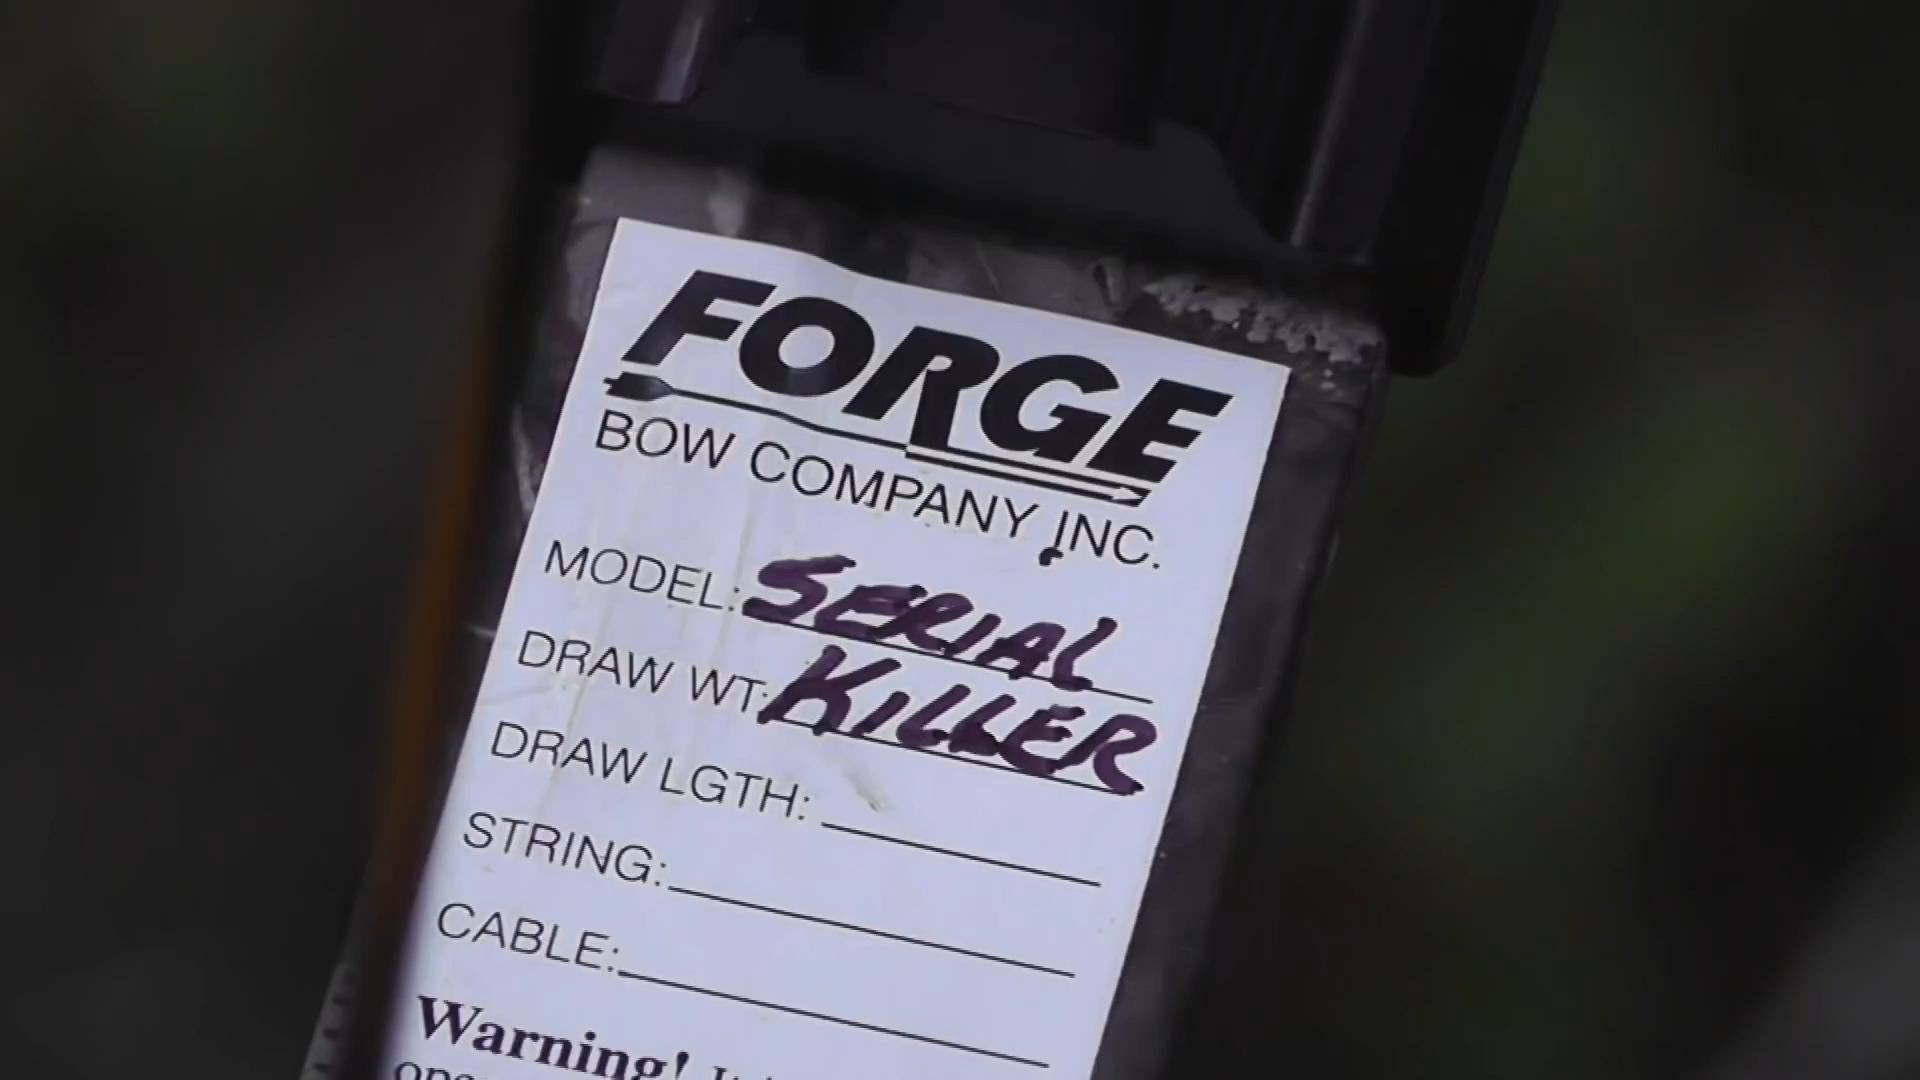 FORGE
BOW COMPANY INC.
MODEL: SERIAL
DRAW WT: KILLER
DRAW LGTH:
STRING:
CABLE:
Warning!